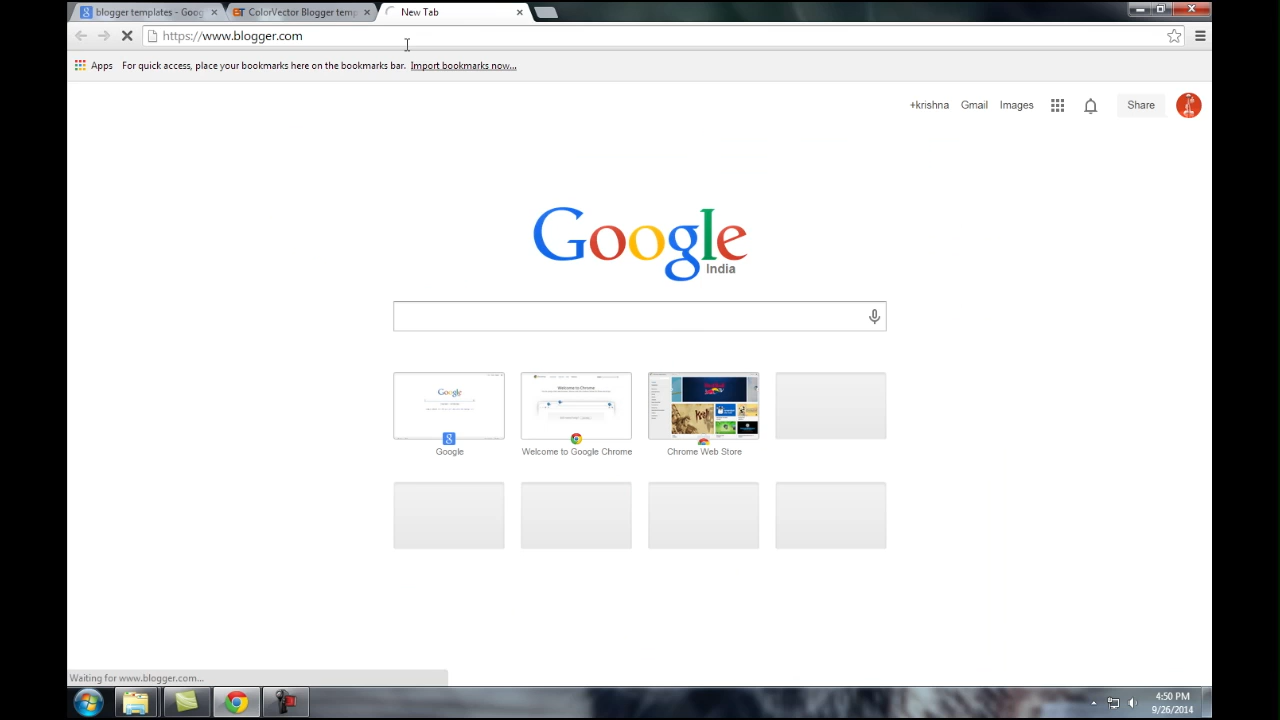 blogger templates - Goog
ColorVector Blogger temp
New Tab
https://www.blogger.com
Apps
For quick access, place your bookmarks here on the bookmarks bar.
Import bookmarks now...
+krishna
Gmail
Images
Share
Google
India
Google
Welcome to Google Chrome
Chrome Web Store
Waiting for www.blogger.com...
4:50 PM
9/26/2014